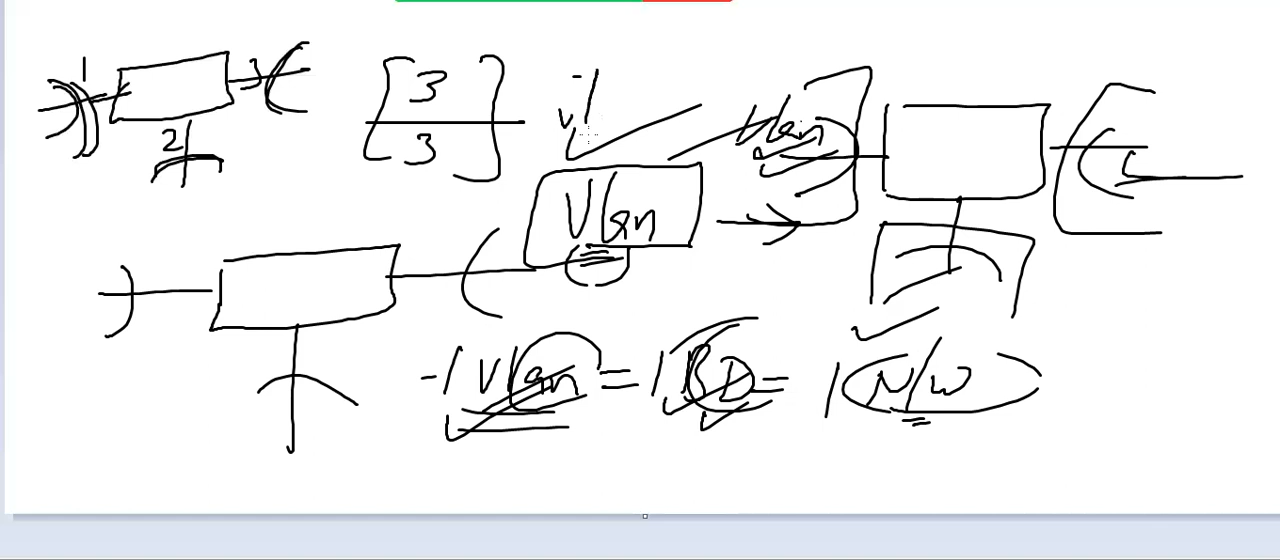 1
3
2
3
3
Vlan
Vlan
-1 Vlan = 1 BD = 1 N/W